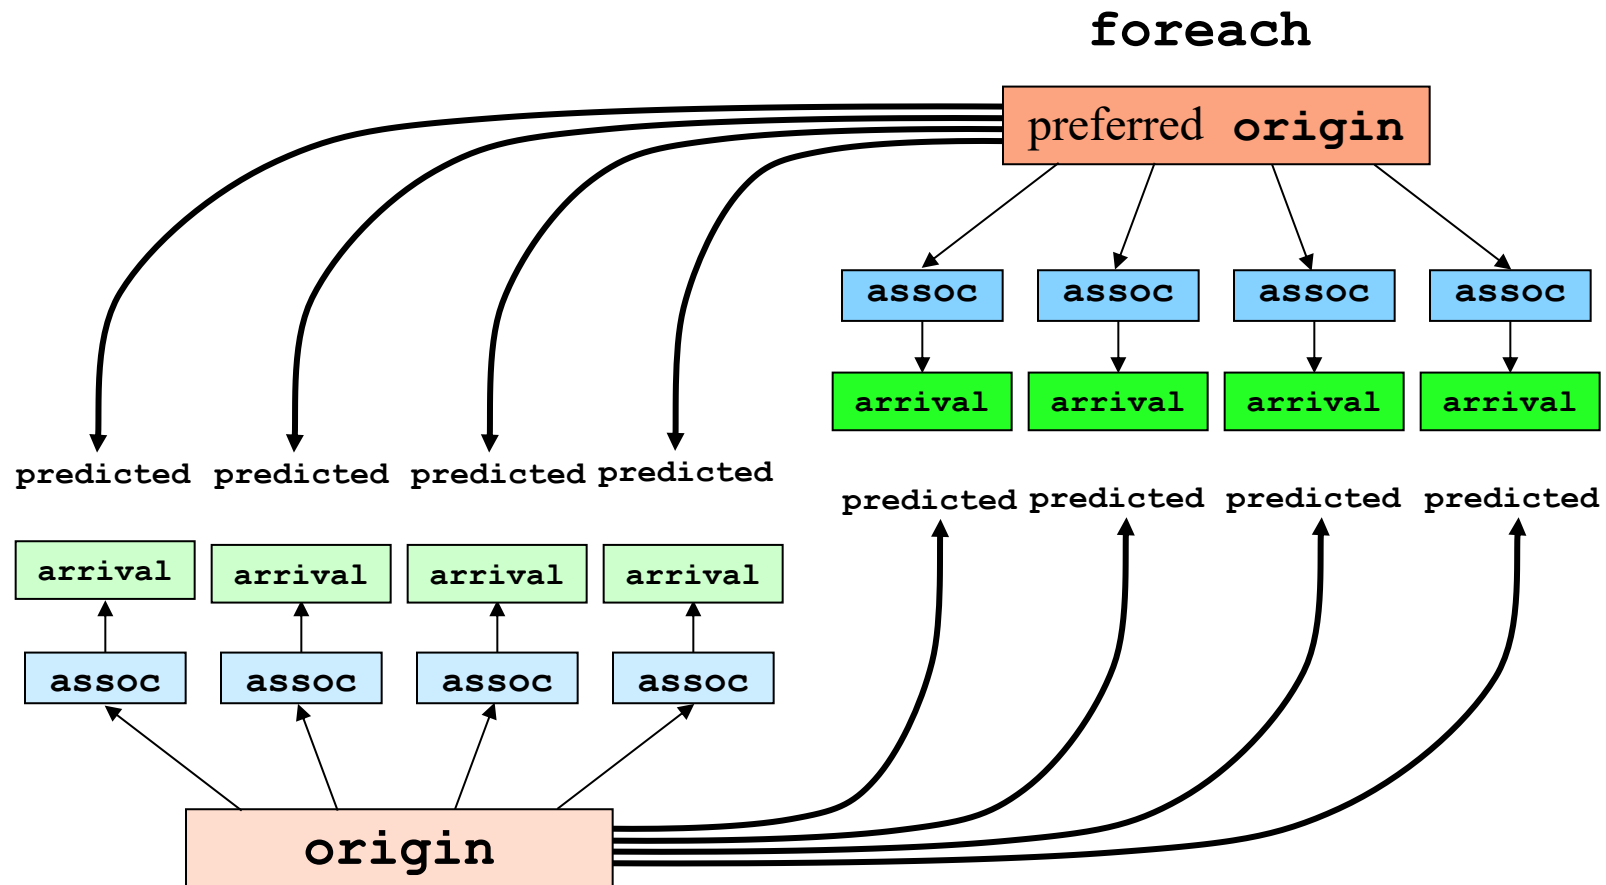 foreach
preferred origin
assoc assoc assoc assoc
arrival arrival arrival arrival
predicted predicted predicted predicted
predicted predicted predicted predicted
arrival arrival arrival arrival
assoc assoc assoc assoc
origin